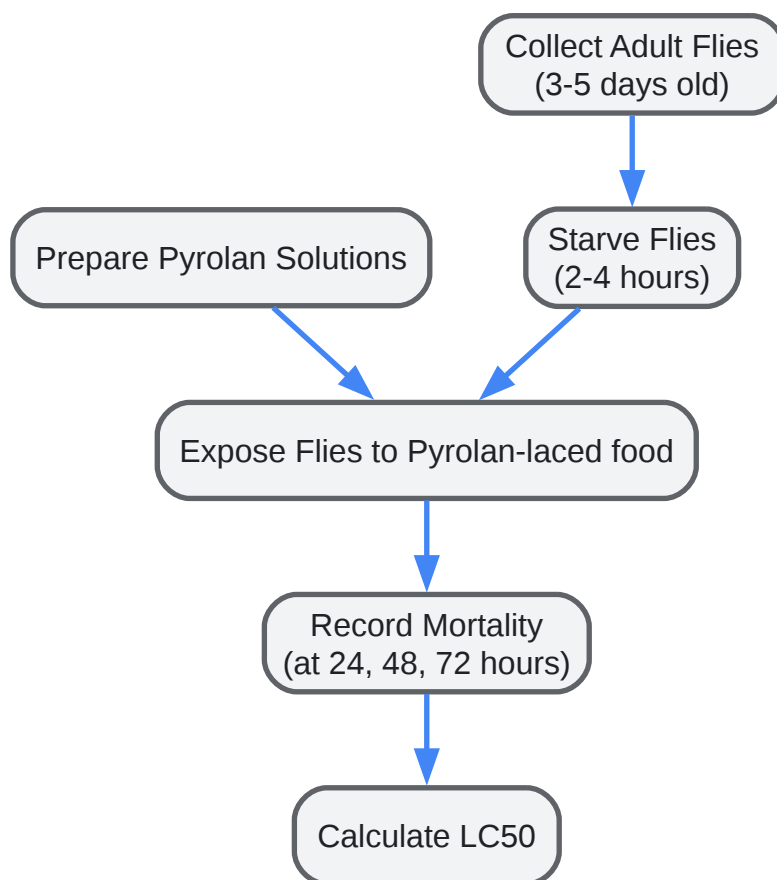 Collect Adult Flies
(3-5 days old)
Prepare Pyrolan Solutions
Starve Flies
(2-4 hours)
Expose Flies to Pyrolan-laced food
Record Mortality
(at 24, 48, 72 hours)
Calculate LC50